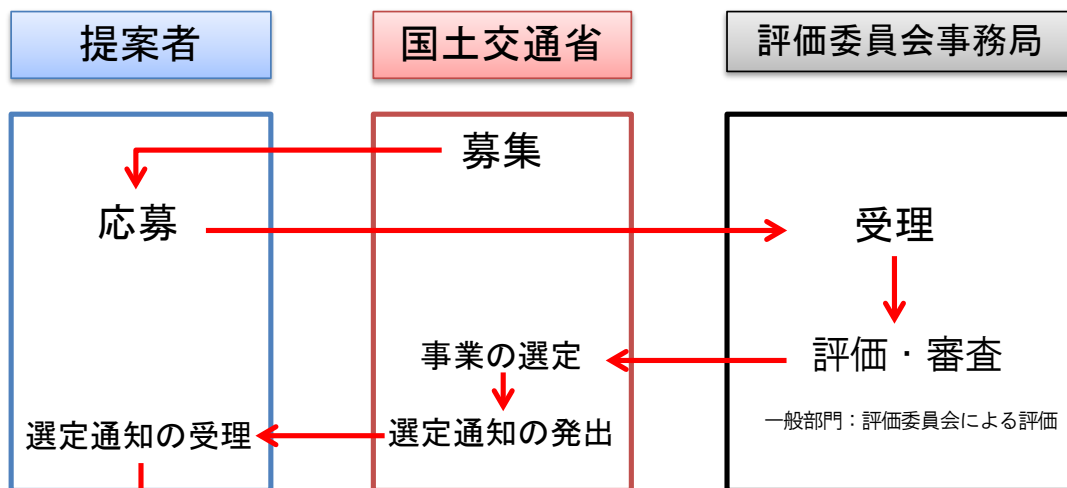 提案者
国土交通省
評価委員会事務局
募集
応募
受理
事業の選定
評価・審査
選定通知の受理
選定通知の発出
一般部門：評価委員会による評価